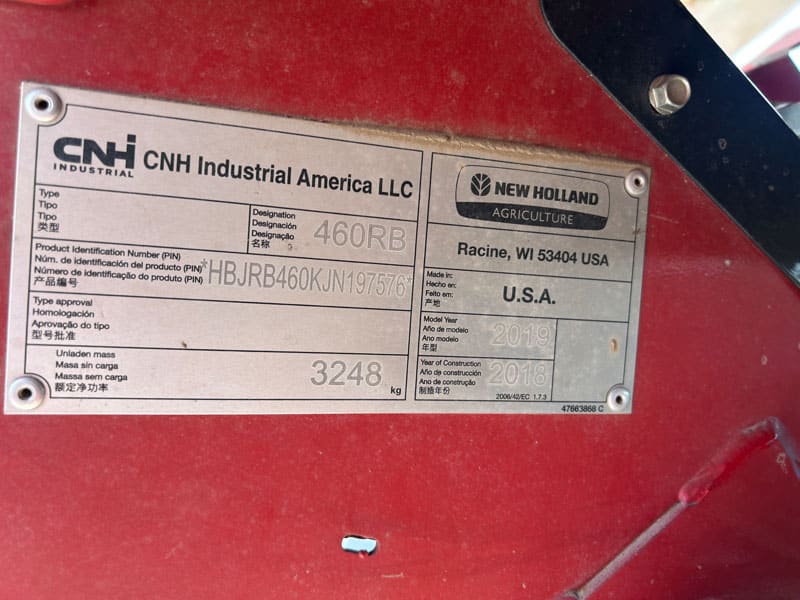 CNHi INDUSTRIAL CNH Industrial America LLC
Type
Tipo
Tipo
类型
Designation
Designación
Designação
名称
460RB
Product Identification Number (PIN)
Núm. de identificación del producto (PIN)
Número de identificação do produto (PIN)
产品编号
*HBJRB460KJN197576*
Type approval
Homologación
Aprovação do tipo
型号批准
Unladen mass
Masa sin carga
Massa sem carga
额定净功率
3248 kg
NEW HOLLAND
AGRICULTURE
Racine, WI 53404 USA
Made in:
Hecho en:
Feito em:
产地
U.S.A.
Model Year
Año de modelo
Ano modelo
年型
2019
Year of Construction
Año de construcción
Ano de construção
制造年份
2018
2006/42/EC 1.7.3
47663868 C